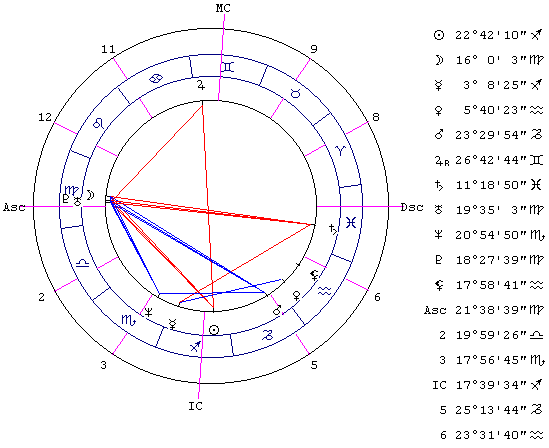 MC
11
9
12
8
Asc
Dsc
2
6
3
5
IC
☉ 22°42'10"♐
☽ 16° 0' 3"♍
☿ 3° 8'25"♐
♀ 5°40'23"♒
♂ 23°29'54"♑
♃R 26°42'44"♊
♄ 11°18'50"♓
♅ 19°35' 3"♍
♆ 20°54'50"♏
♇ 18°27'39"♍
⚸ 17°58'41"♒
Asc 21°38'39"♍
2 19°59'26"♎
3 17°56'45"♏
IC 17°39'34"♐
5 25°13'44"♑
6 23°31'40"♒